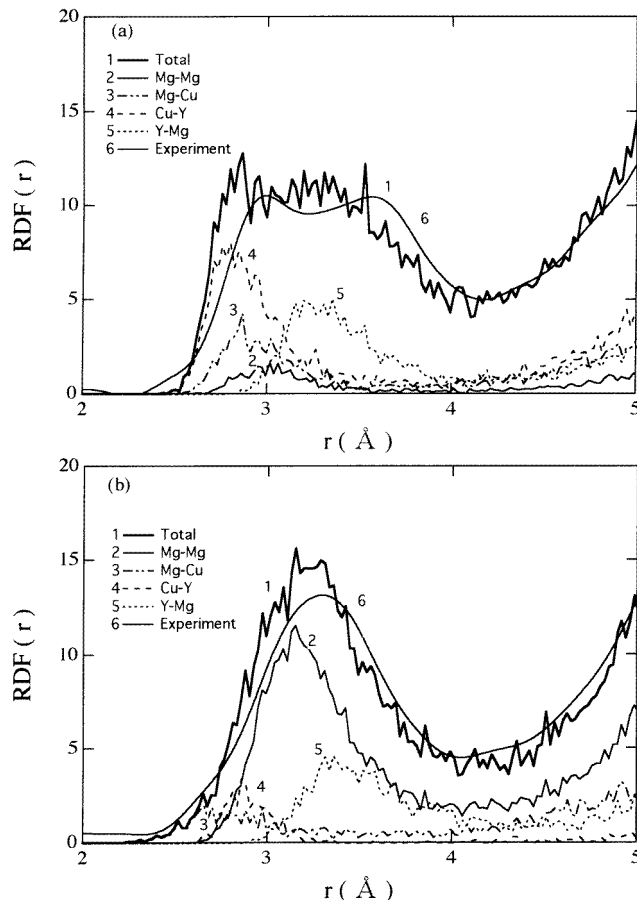 20
(a)
1 Total
2 Mg-Mg
3 Mg-Cu
4 Cu-Y
5 Y-Mg
6 Experiment
15
10
5
0
RDF ( r )
1
6
4
5
3
2
2 3 4 5
r ( Å )
20
(b)
1 Total
2 Mg-Mg
3 Mg-Cu
4 Cu-Y
5 Y-Mg
6 Experiment
15
10
5
0
RDF ( r )
1
6
2
5
4
3
2 3 4 5
r ( Å )